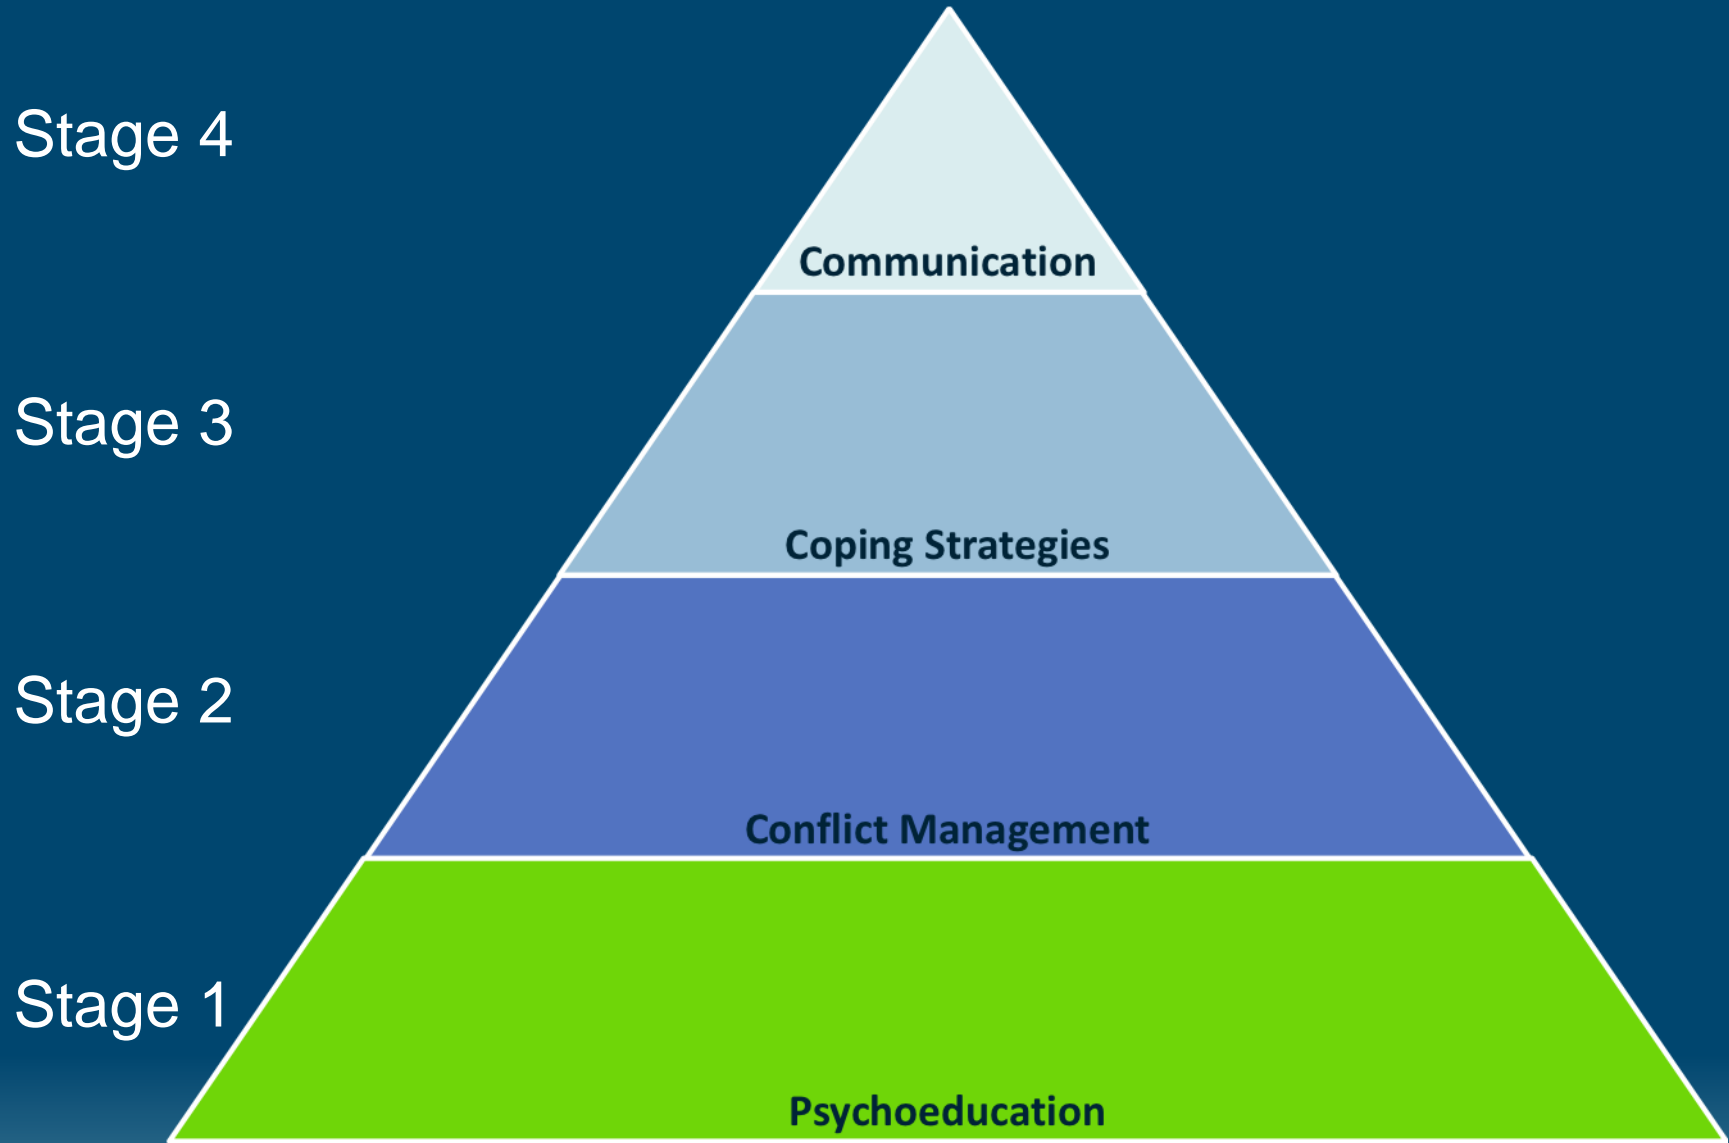 Stage 4
Communication
Stage 3
Coping Strategies
Stage 2
Conflict Management
Stage 1
Psychoeducation